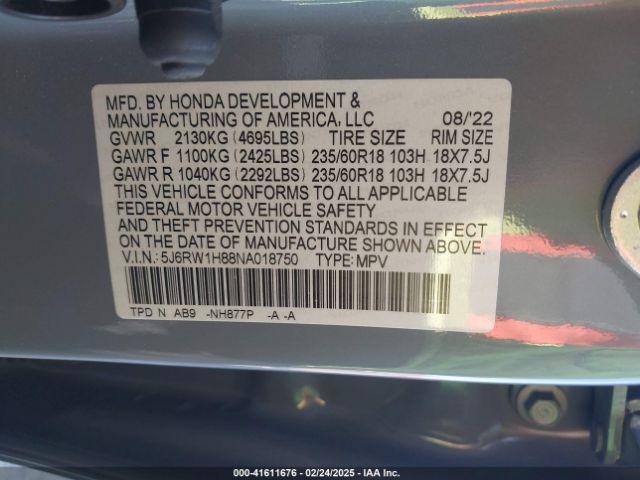 MFD. BY HONDA DEVELOPMENT &
MANUFACTURING OF AMERICA, LLC 08/'22
GVWR 2130KG (4695LBS) TIRE SIZE RIM SIZE
GAWR F 1100KG (2425LBS) 235/60R18 103H 18X7.5J
GAWR R 1040KG (2292LBS) 235/60R18 103H 18X7.5J
THIS VEHICLE CONFORMS TO ALL APPLICABLE
FEDERAL MOTOR VEHICLE SAFETY
AND THEFT PREVENTION STANDARDS IN EFFECT
ON THE DATE OF MANUFACTURE SHOWN ABOVE.
V.I.N.: 5J6RW1H88NA018750 TYPE: MPV
TPD N AB9 -NH877P -A -A
000-41611676 - 02/24/2025 - IAA Inc.